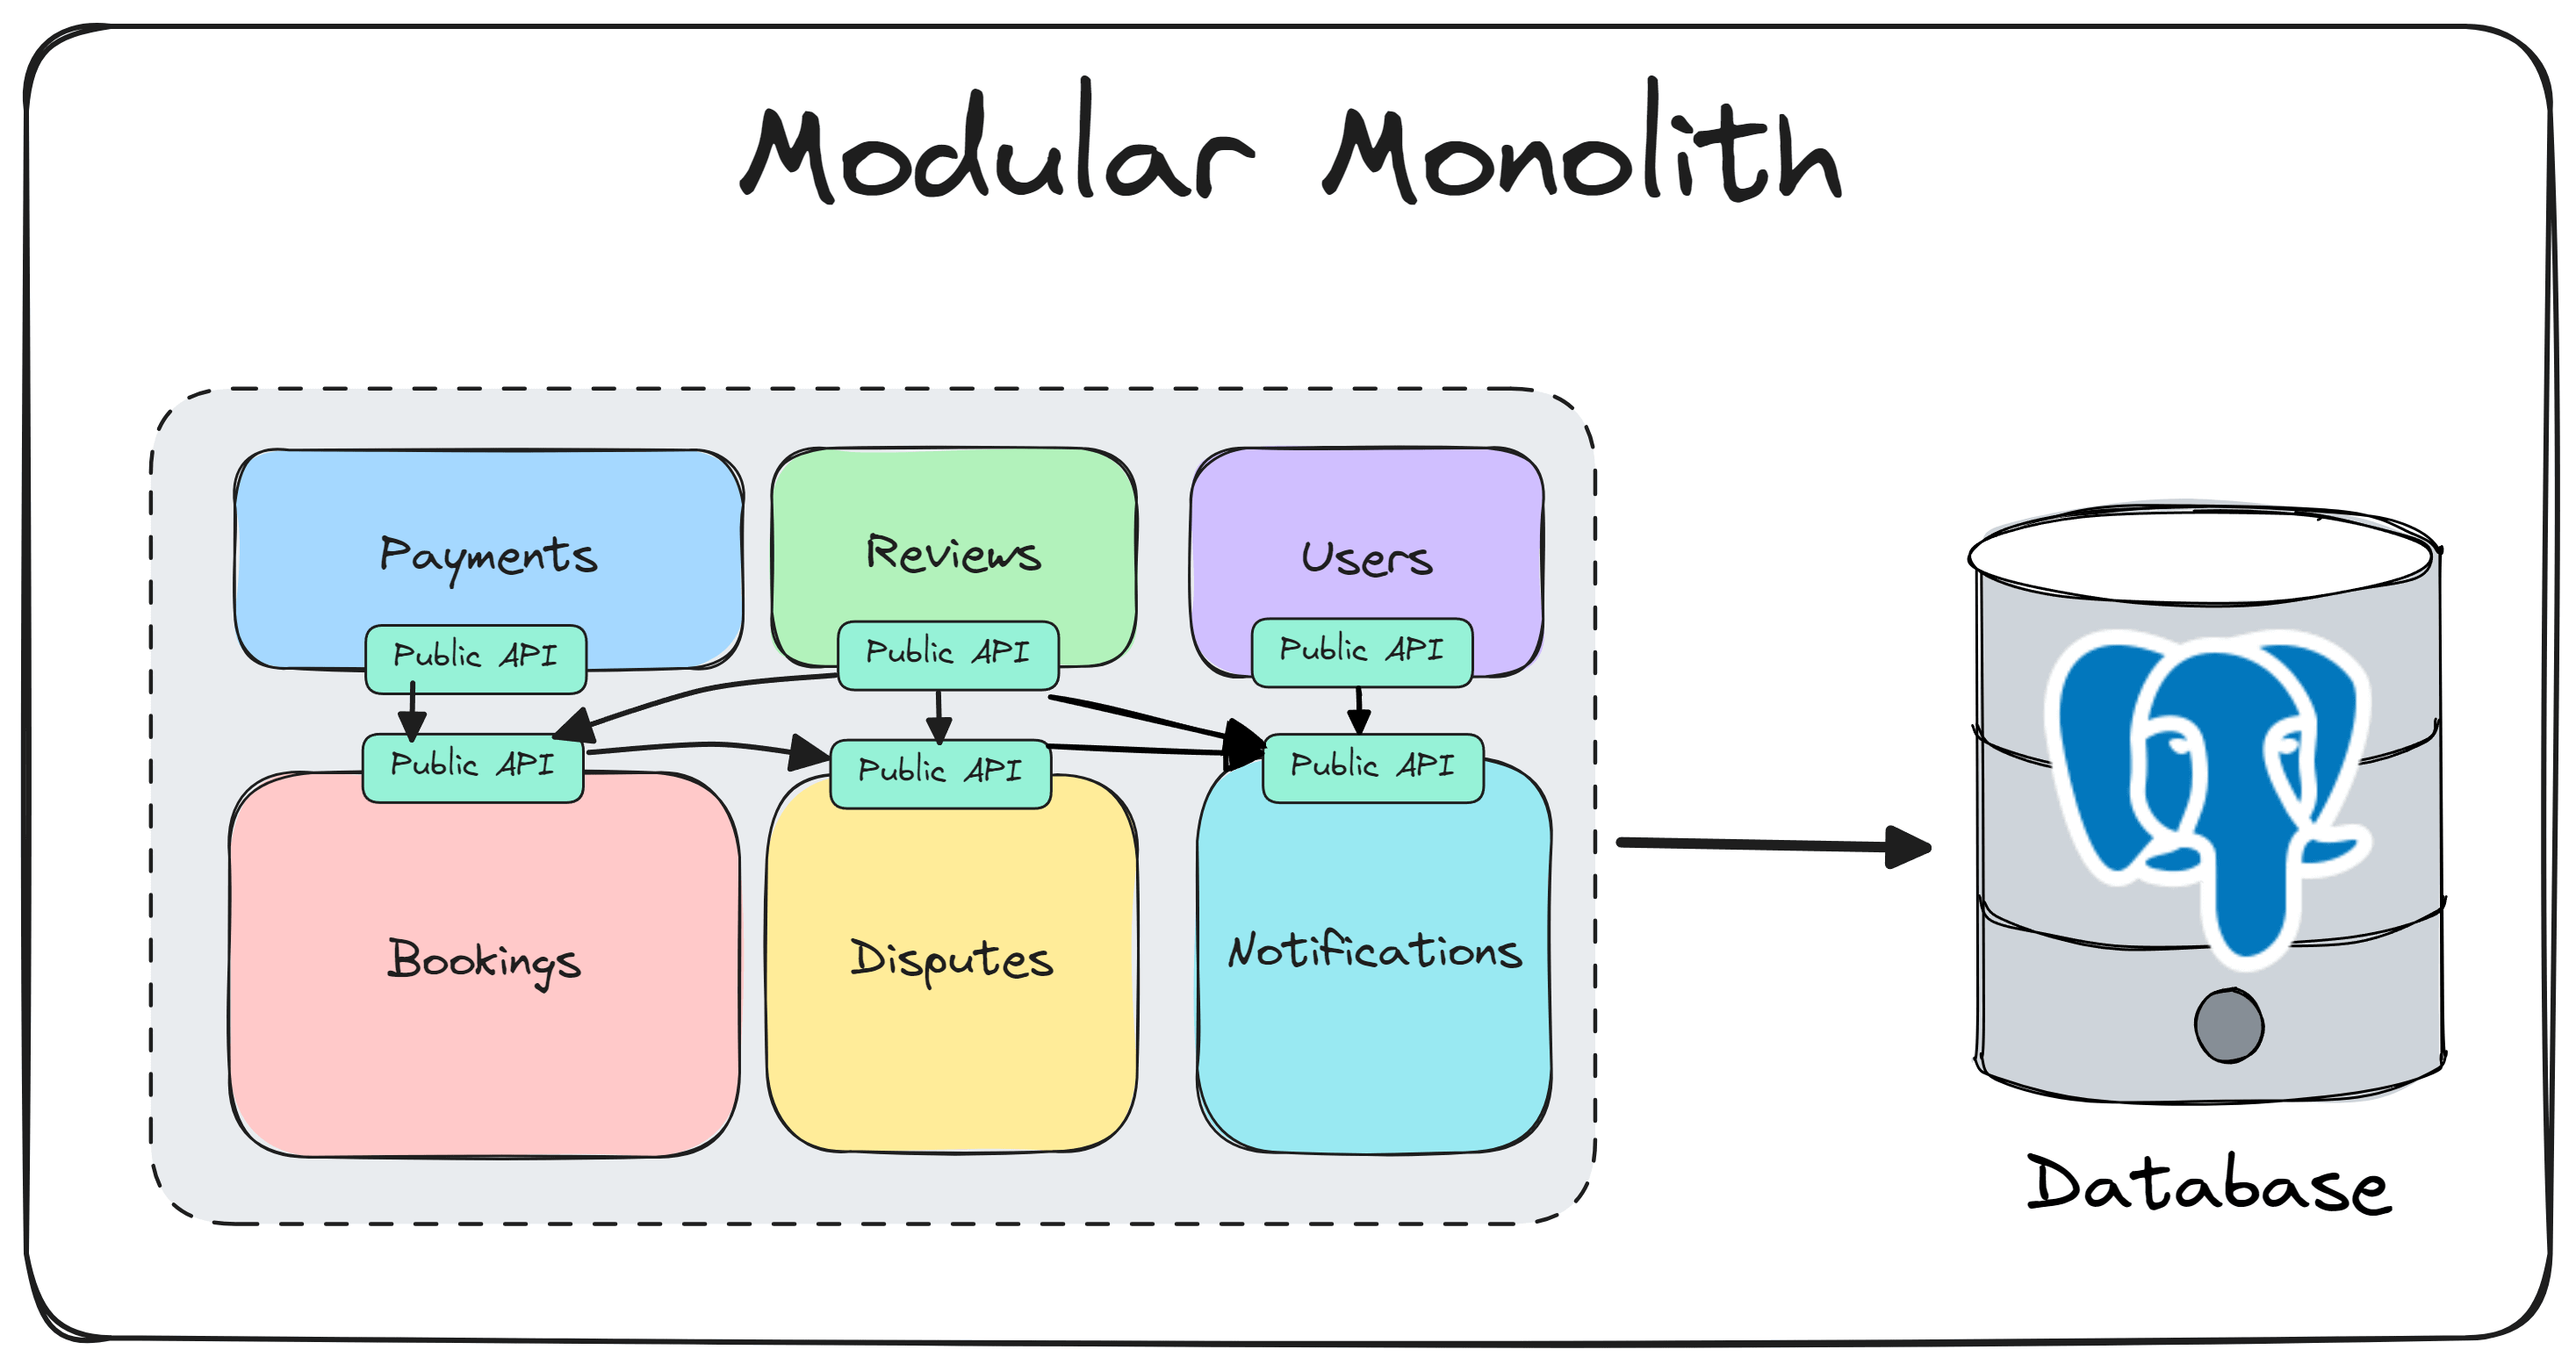 Modular Monolith
Payments
Reviews
Users
Public API
Public API
Public API
Public API
Public API
Public API
Bookings
Disputes
Notifications
Database